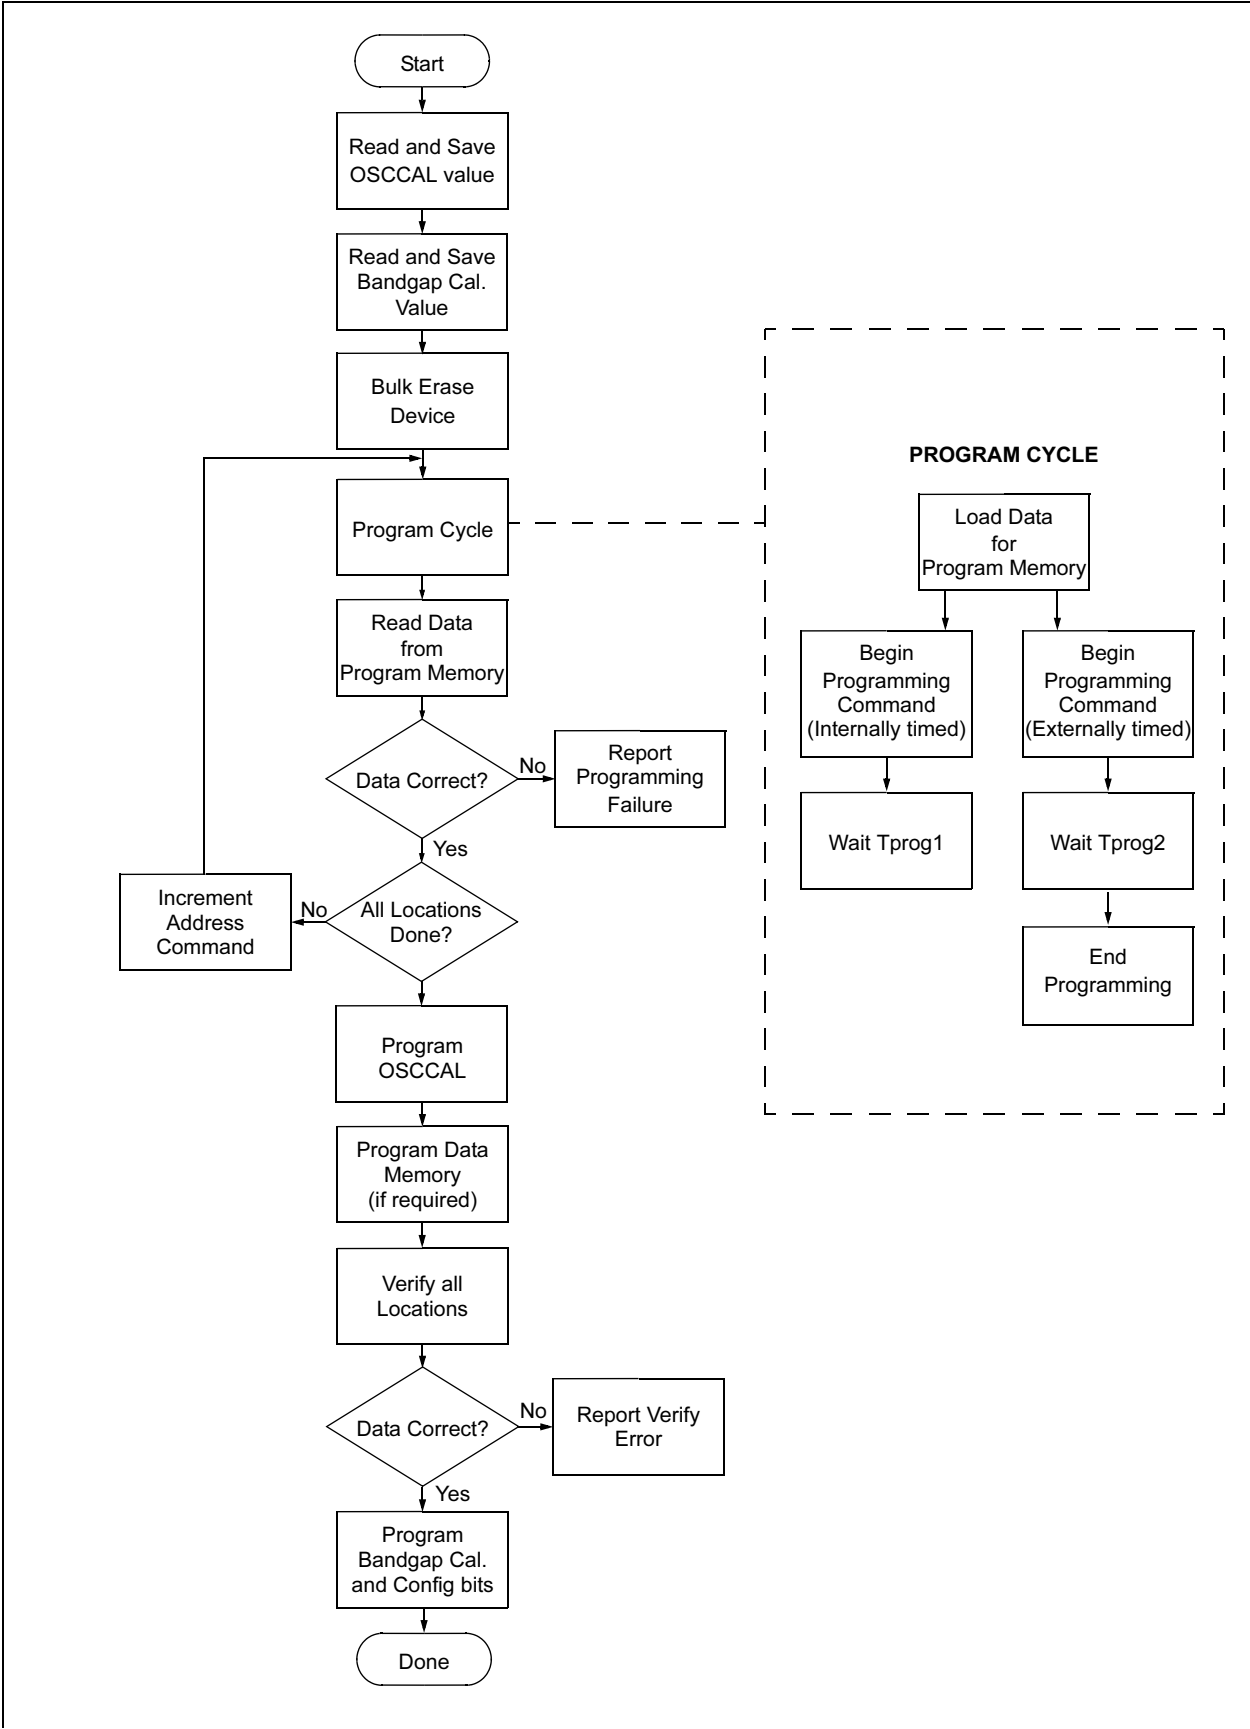 Start
Read and Save
OSCCAL value
Read and Save
Bandgap Cal.
Value
Bulk Erase
Device
Program Cycle
Read Data
from
Program Memory
Data Correct?
No
Report
Programming
Failure
Yes
All Locations
Done?
No
Increment
Address
Command
Program
OSCCAL
Program Data
Memory
(if required)
Verify all
Locations
Data Correct?
No
Report Verify
Error
Yes
Program
Bandgap Cal.
and Config bits
Done
PROGRAM CYCLE
Load Data
for
Program Memory
Begin
Programming
Command
(Internally timed)
Wait Tprog1
Begin
Programming
Command
(Externally timed)
Wait Tprog2
End
Programming